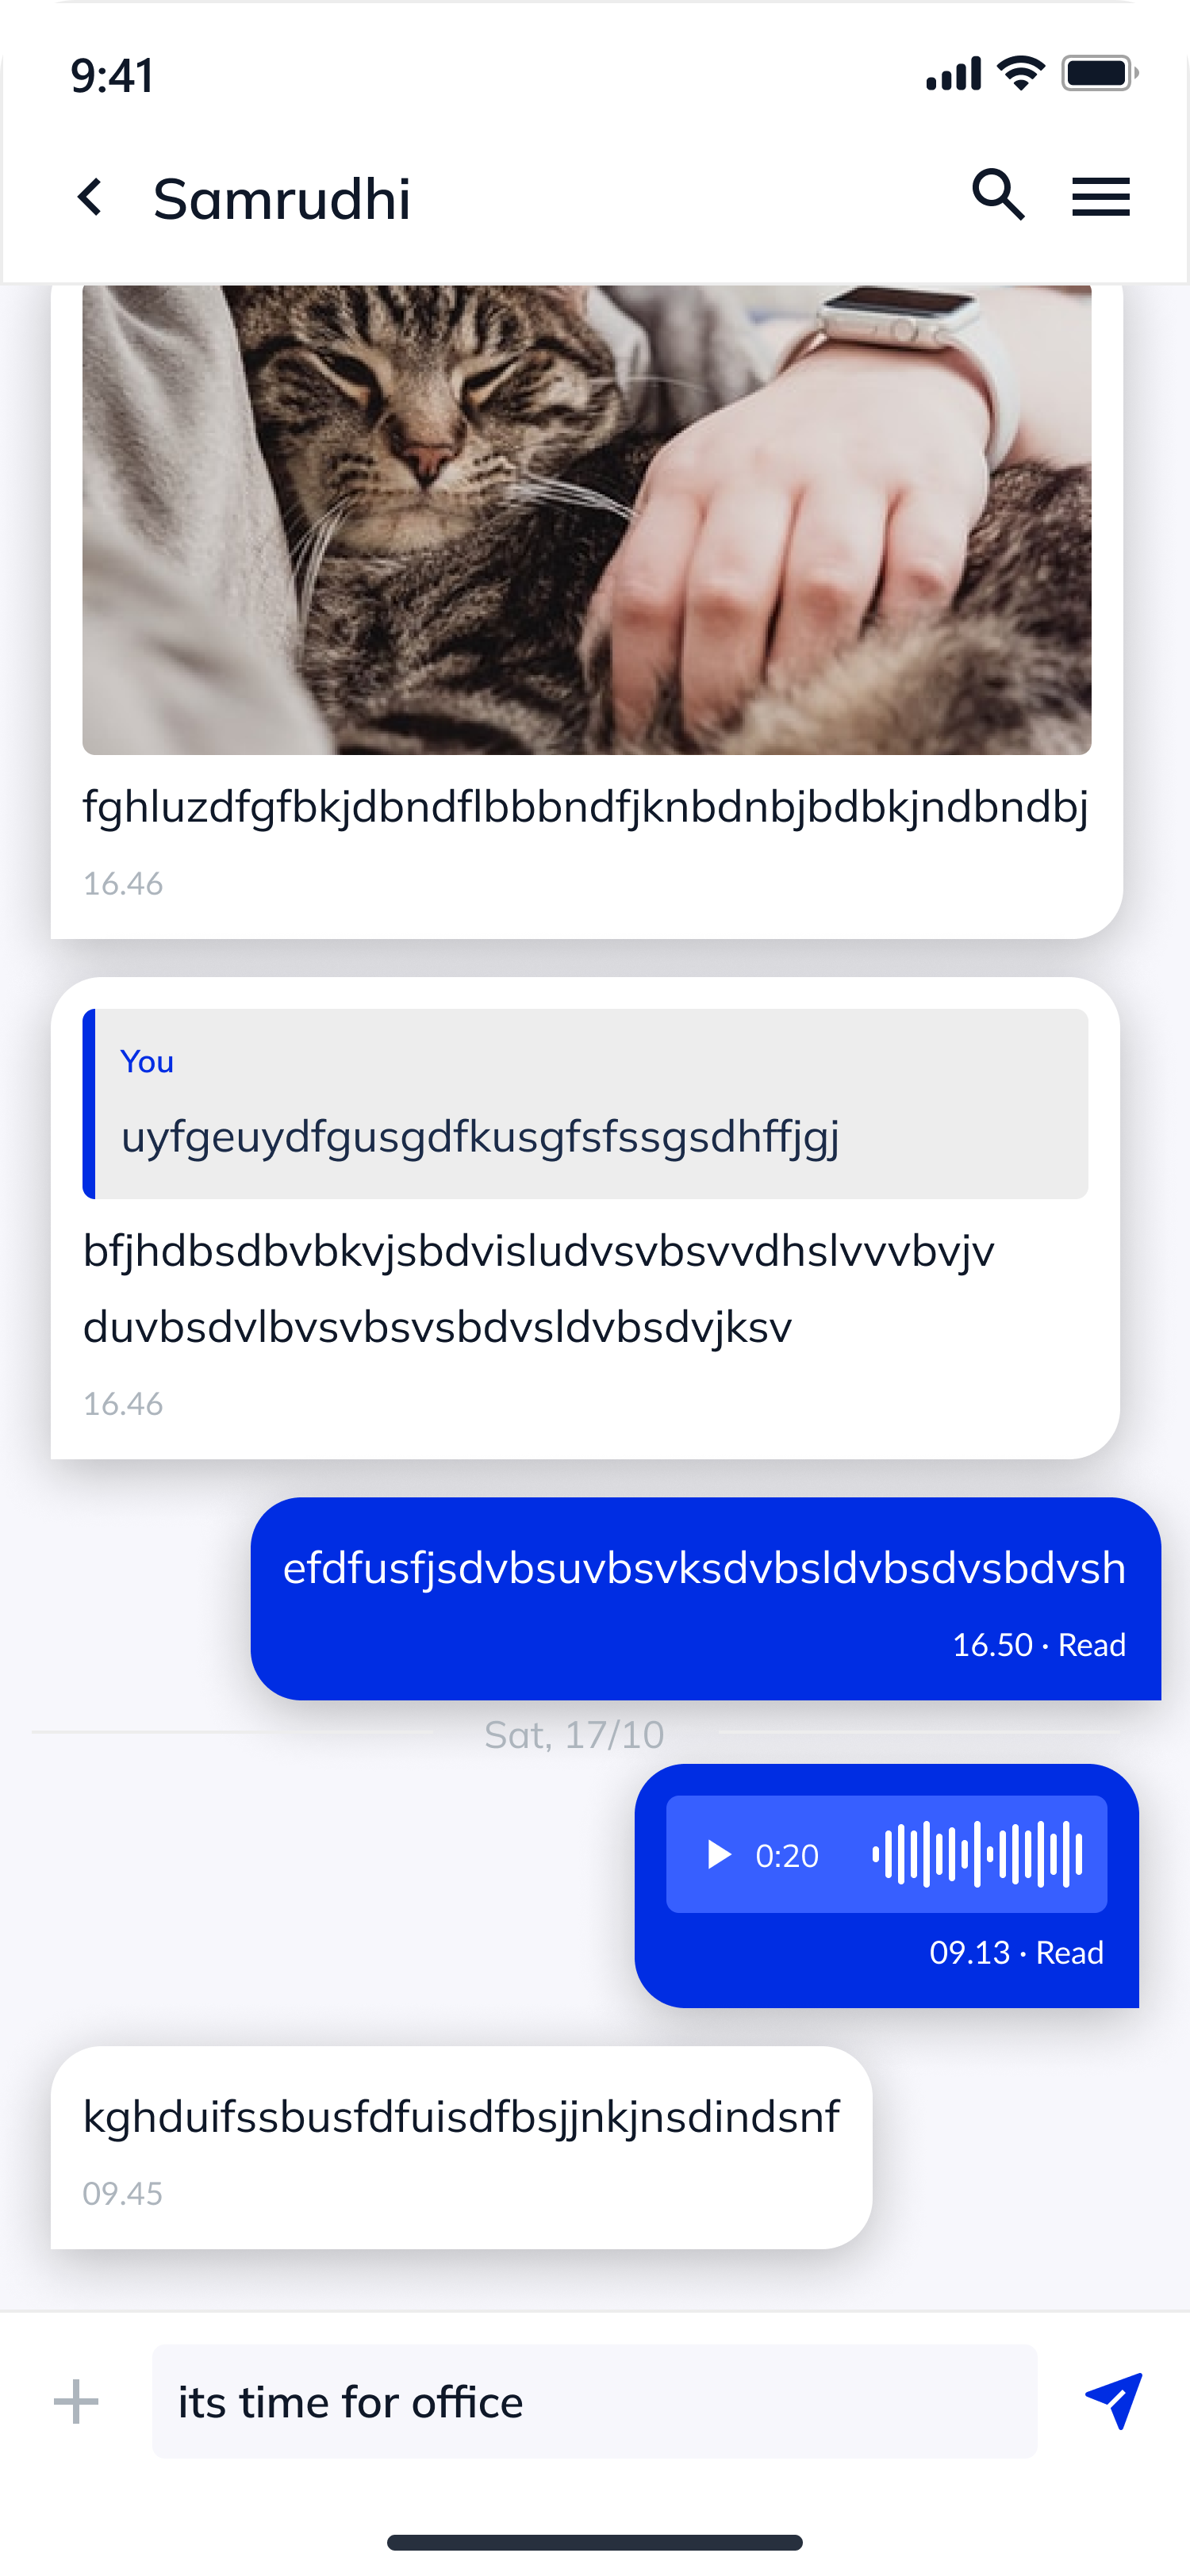 9:41
Samrudhi
fghluzdfgfbkjdbndflbbbndfjknbdnbjbdbkjndbndbj
16.46
You
uyfgeuydfgusgdfkusgfsfssgsdhffjgj
bfjhdbsdbvbkvjsbdvisludvsvbsvvdhslvvvbvjv
duvbsdvlbvsvbsvsbdvsldvbsdvjksv
16.46
efdfusfjsdvbsuvbsvksdvbsldvbsdvsbdvsh
16.50 · Read
Sat, 17/10
0:20
09.13 · Read
kghduifssbusfdfuisdfbsjjnkjnsdindsnf
09.45
its time for office